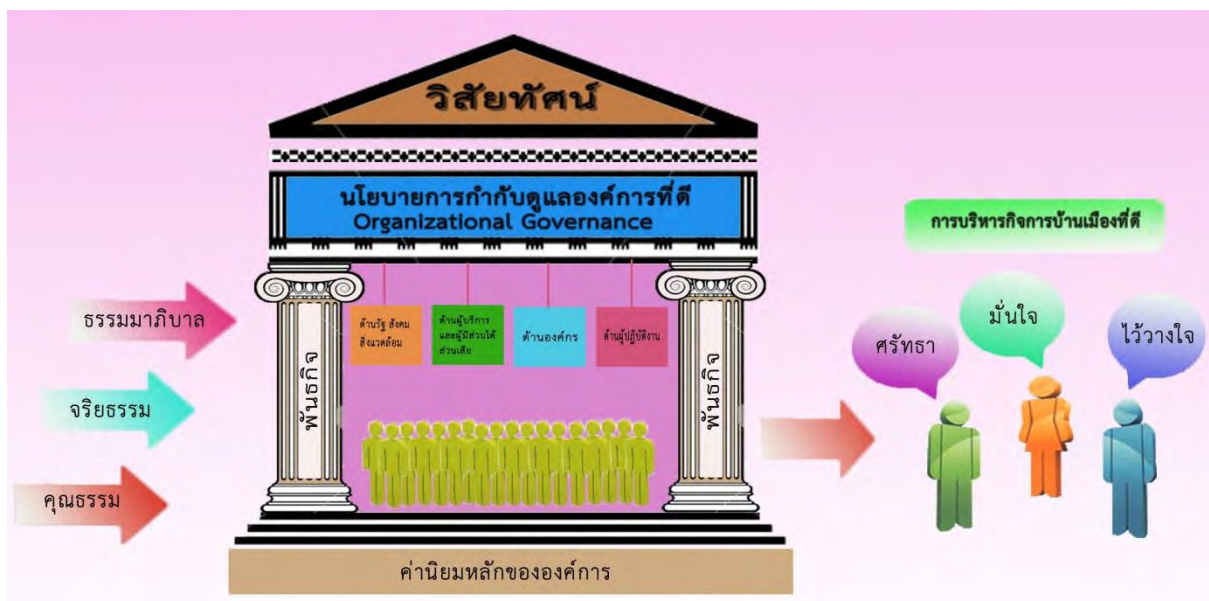 วิสัยทัศน์
นโยบายการกำกับดูแลองค์การที่ดี
Organizational Governance
การบริหารกิจการบ้านเมืองที่ดี
ธรรมมาภิบาล
จริยธรรม
คุณธรรม
พันธกิจ
ด้านรัฐ สังคม
สิ่งแวดล้อม
ด้านผู้บริการ
และผู้มีส่วนได้
ส่วนเสีย
ด้านองค์กร
ด้านผู้ปฏิบัติงาน
พันธกิจ
ศรัทธา
มั่นใจ
ไว้วางใจ
ค่านิยมหลักขององค์การ